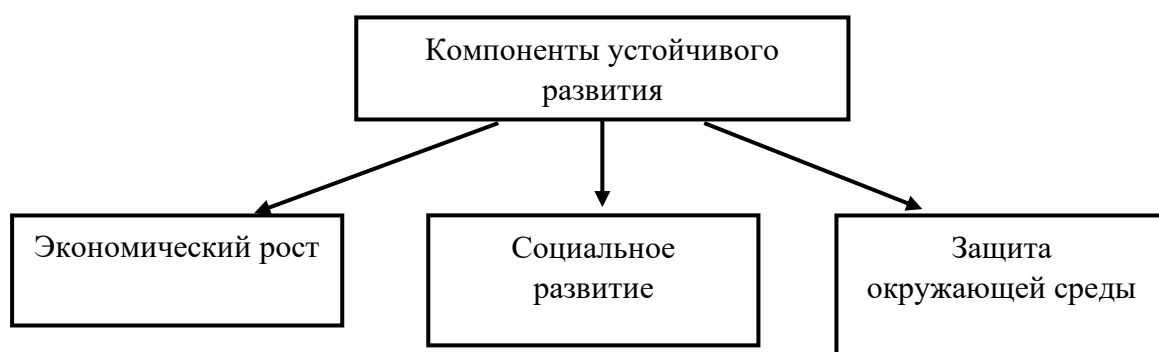 Компоненты устойчивого
развития
Экономический рост
Социальное
развитие
Защита
окружающей среды